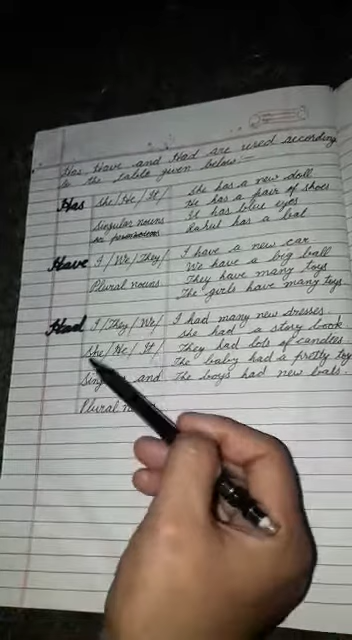 Has Have and Had are used according
to the table given below:-
Has She/He/It/ She has a new doll
He has a pair of shoes
Singular nouns It has blue eyes
Rahul has a bat
Have I/We/They/ I have a new car
We have a big ball
Plural nouns They have many toys
The girls have many toys
Had I/They/We/ I had many new dresses
She had a story book
She/He/It/ They had lots of candles
The baby had a pretty toy
and The boys had new bats.
Plural